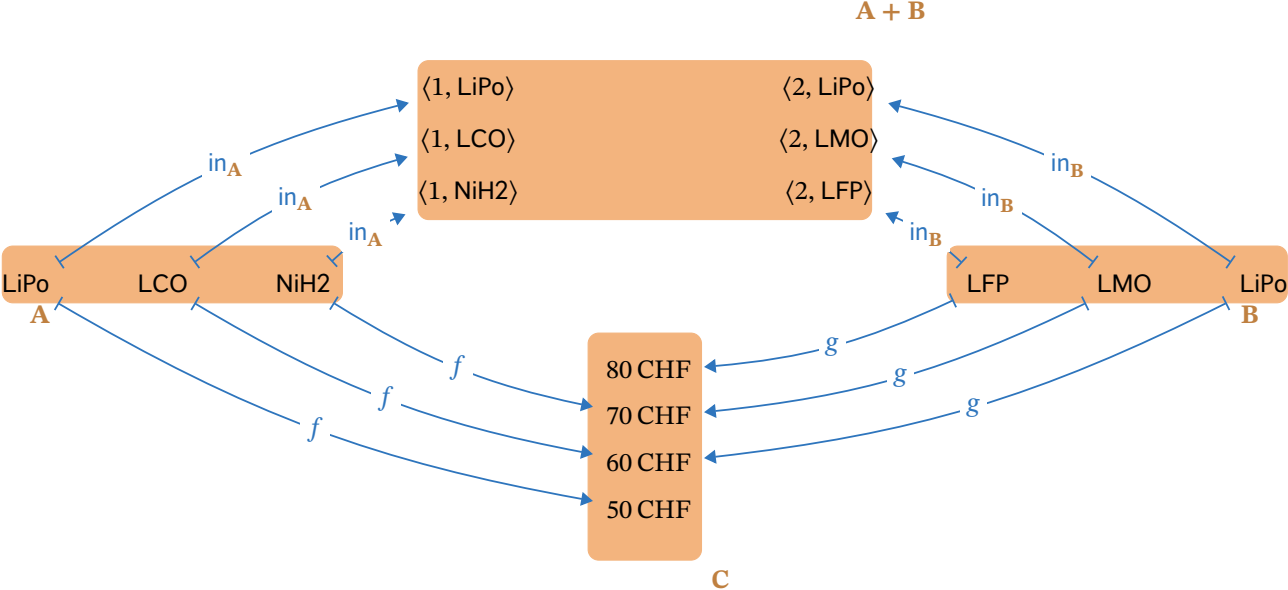 A + B
⟨1, LiPo⟩ ⟨2, LiPo⟩
⟨1, LCO⟩ ⟨2, LMO⟩
⟨1, NiH2⟩ ⟨2, LFP⟩
in_A in_B
in_A in_B
in_A in_B
LiPo LCO NiH2
A
LFP LMO LiPo
B
f g
f g
f g
80 CHF
70 CHF
60 CHF
50 CHF
C